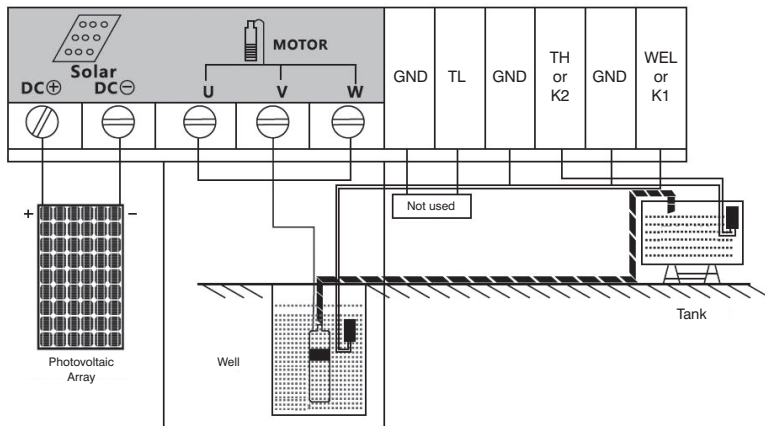 MOTOR
Solar
DC⊕
DC⊖
U
V
W
GND
TL
GND
TH
or
K2
GND
WEL
or
K1
+
−
Not used
Tank
Photovoltaic
Array
Well